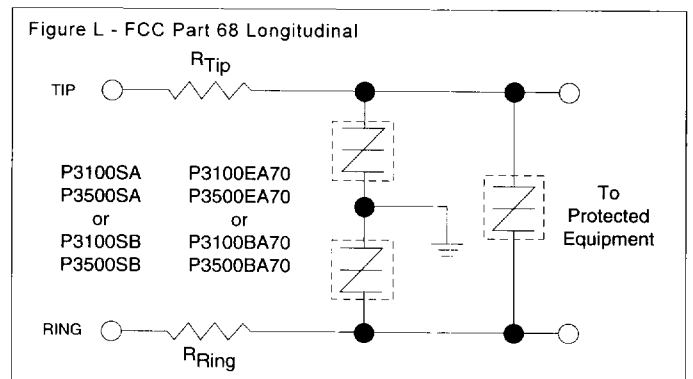 Figure L - FCC Part 68 Longitudinal
RTip
TIP
P3100SA P3100EA70
P3500SA P3500EA70
or or
P3100SB P3100BA70
P3500SB P3500BA70
To
Protected
Equipment
RING
RRing